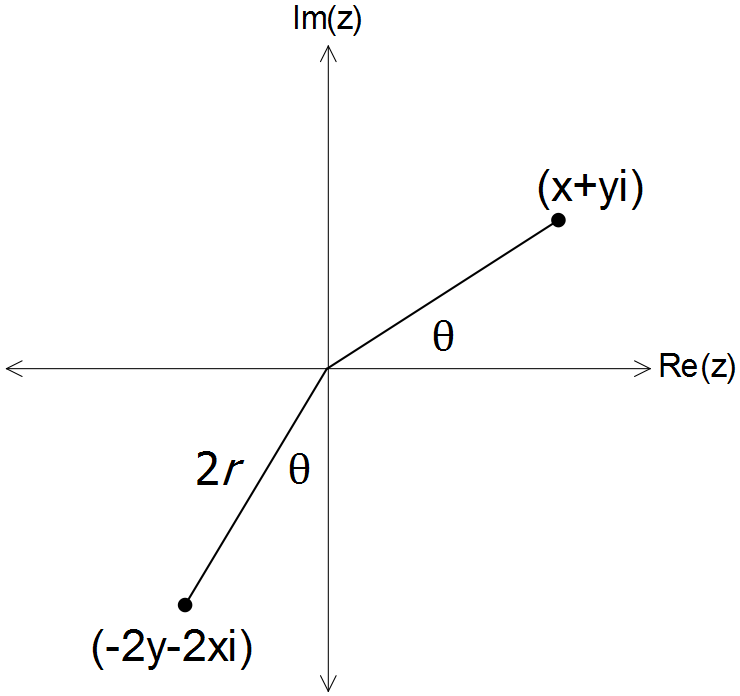 Im(z)
(x+yi)
θ
Re(z)
2r
θ
(-2y-2xi)